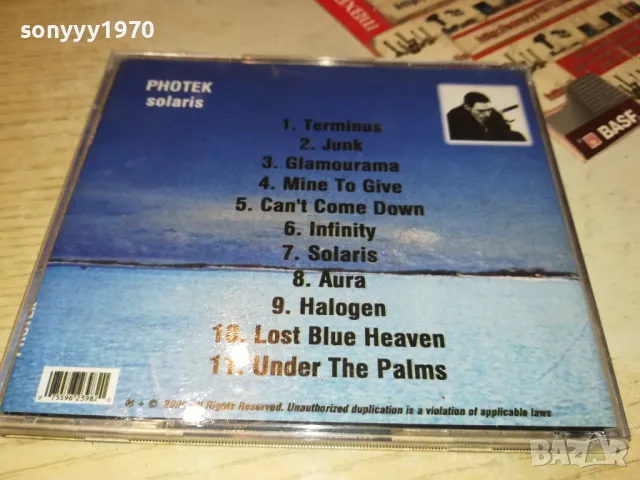 sonyyy1970
PHOTEK
solaris
1. Terminus
2. Junk
3. Glamourama
4. Mine To Give
5. Can't Come Down
6. Infinity
7. Solaris
8. Aura
9. Halogen
10. Lost Blue Heaven
11. Under The Palms
Rights Reserved. Unauthorized duplication is a violation of applicable laws
BASF
BAZAR